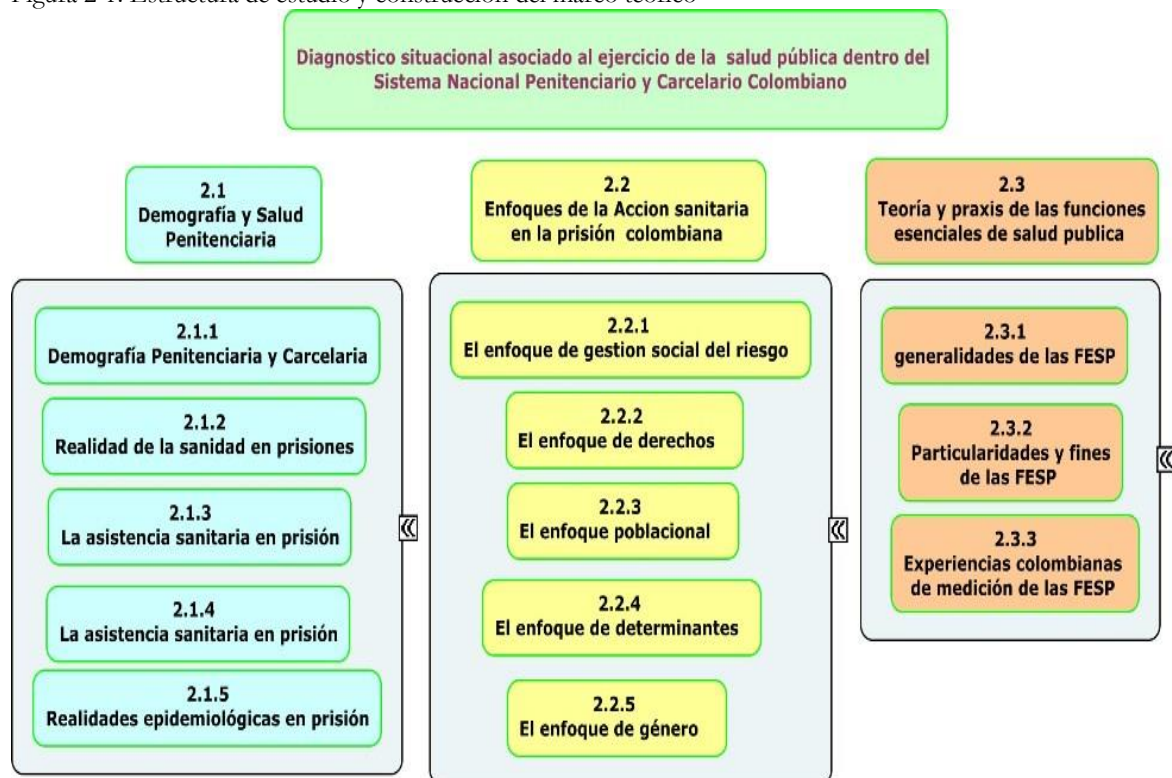 Figura 2-1. Estructura de estudio y construcción del marco teórico
Diagnostico situacional asociado al ejercicio de la salud pública dentro del
Sistema Nacional Penitenciario y Carcelario Colombiano
2.1
Demografía y Salud
Penitenciaria
2.1.1
Demografía Penitenciaria y Carcelaria
2.1.2
Realidad de la sanidad en prisiones
2.1.3
La asistencia sanitaria en prisión
2.1.4
La asistencia sanitaria en prisión
2.1.5
Realidades epidemiológicas en prisión
2.2
Enfoques de la Accion sanitaria
en la prisión colombiana
2.2.1
El enfoque de gestion social del riesgo
2.2.2
El enfoque de derechos
2.2.3
El enfoque poblacional
2.2.4
El enfoque de determinantes
2.2.5
El enfoque de género
2.3
Teoría y praxis de las funciones
esenciales de salud publica
2.3.1
generalidades de las FESP
2.3.2
Particularidades y fines
de las FESP
2.3.3
Experiencias colombianas
de medición de las FESP